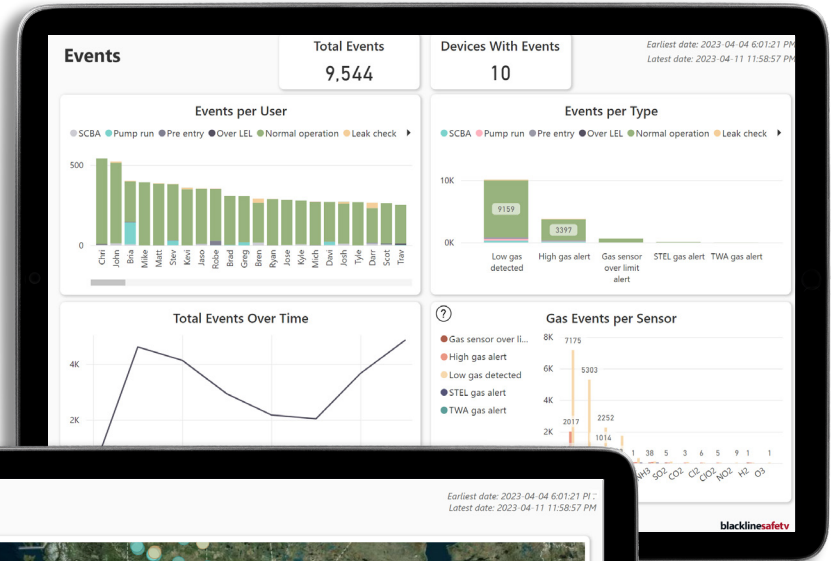 Events
Total Events
9,544
Devices With Events
10
Earliest date: 2023-04-04 6:01:21 PM
Latest date: 2023-04-11 11:58:57 PM
Events per User
SCBA Pump run Pre entry Over LEL Normal operation Leak check
500
0
Chri John Bria Mike Matt Stev Kevi Jaso Robe Brad Greg Bren Ryan Jose Kyle Mich Davi Josh Tyle Darr Scot Trav
Events per Type
SCBA Pump run Pre entry Over LEL Normal operation Leak check
10K
9159
3397
0K
Low gas detected
High gas alert
Gas sensor over limit alert
STEL gas alert
TWA gas alert
Total Events Over Time
4K
2K
?
Gas Events per Sensor
Gas sensor over li...
High gas alert
Low gas detected
STEL gas alert
TWA gas alert
8K
6K
4K
2K
7175
5303
2017
2252
1014
1 38 5 3 6 5 9 1 1
NH3 SO2 CO2 Cl2 ClO2 NO2 H2 O3
blacklinesafety
Earliest date: 2023-04-04 6:01:21 P
Latest date: 2023-04-11 11:58:57 PM